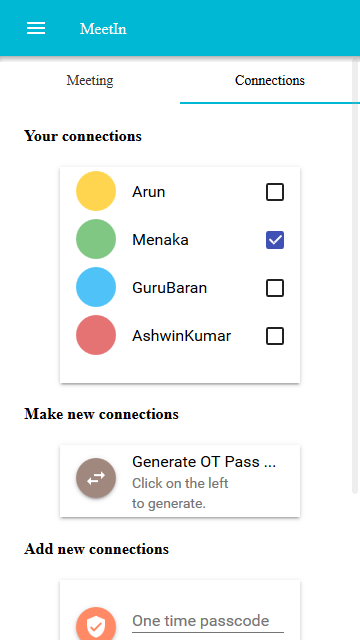 MeetIn
Meeting
Connections
Your connections
Arun
Menaka
GuruBaran
AshwinKumar
Make new connections
Generate OT Pass ...
Click on the left
to generate.
Add new connections
One time passcode